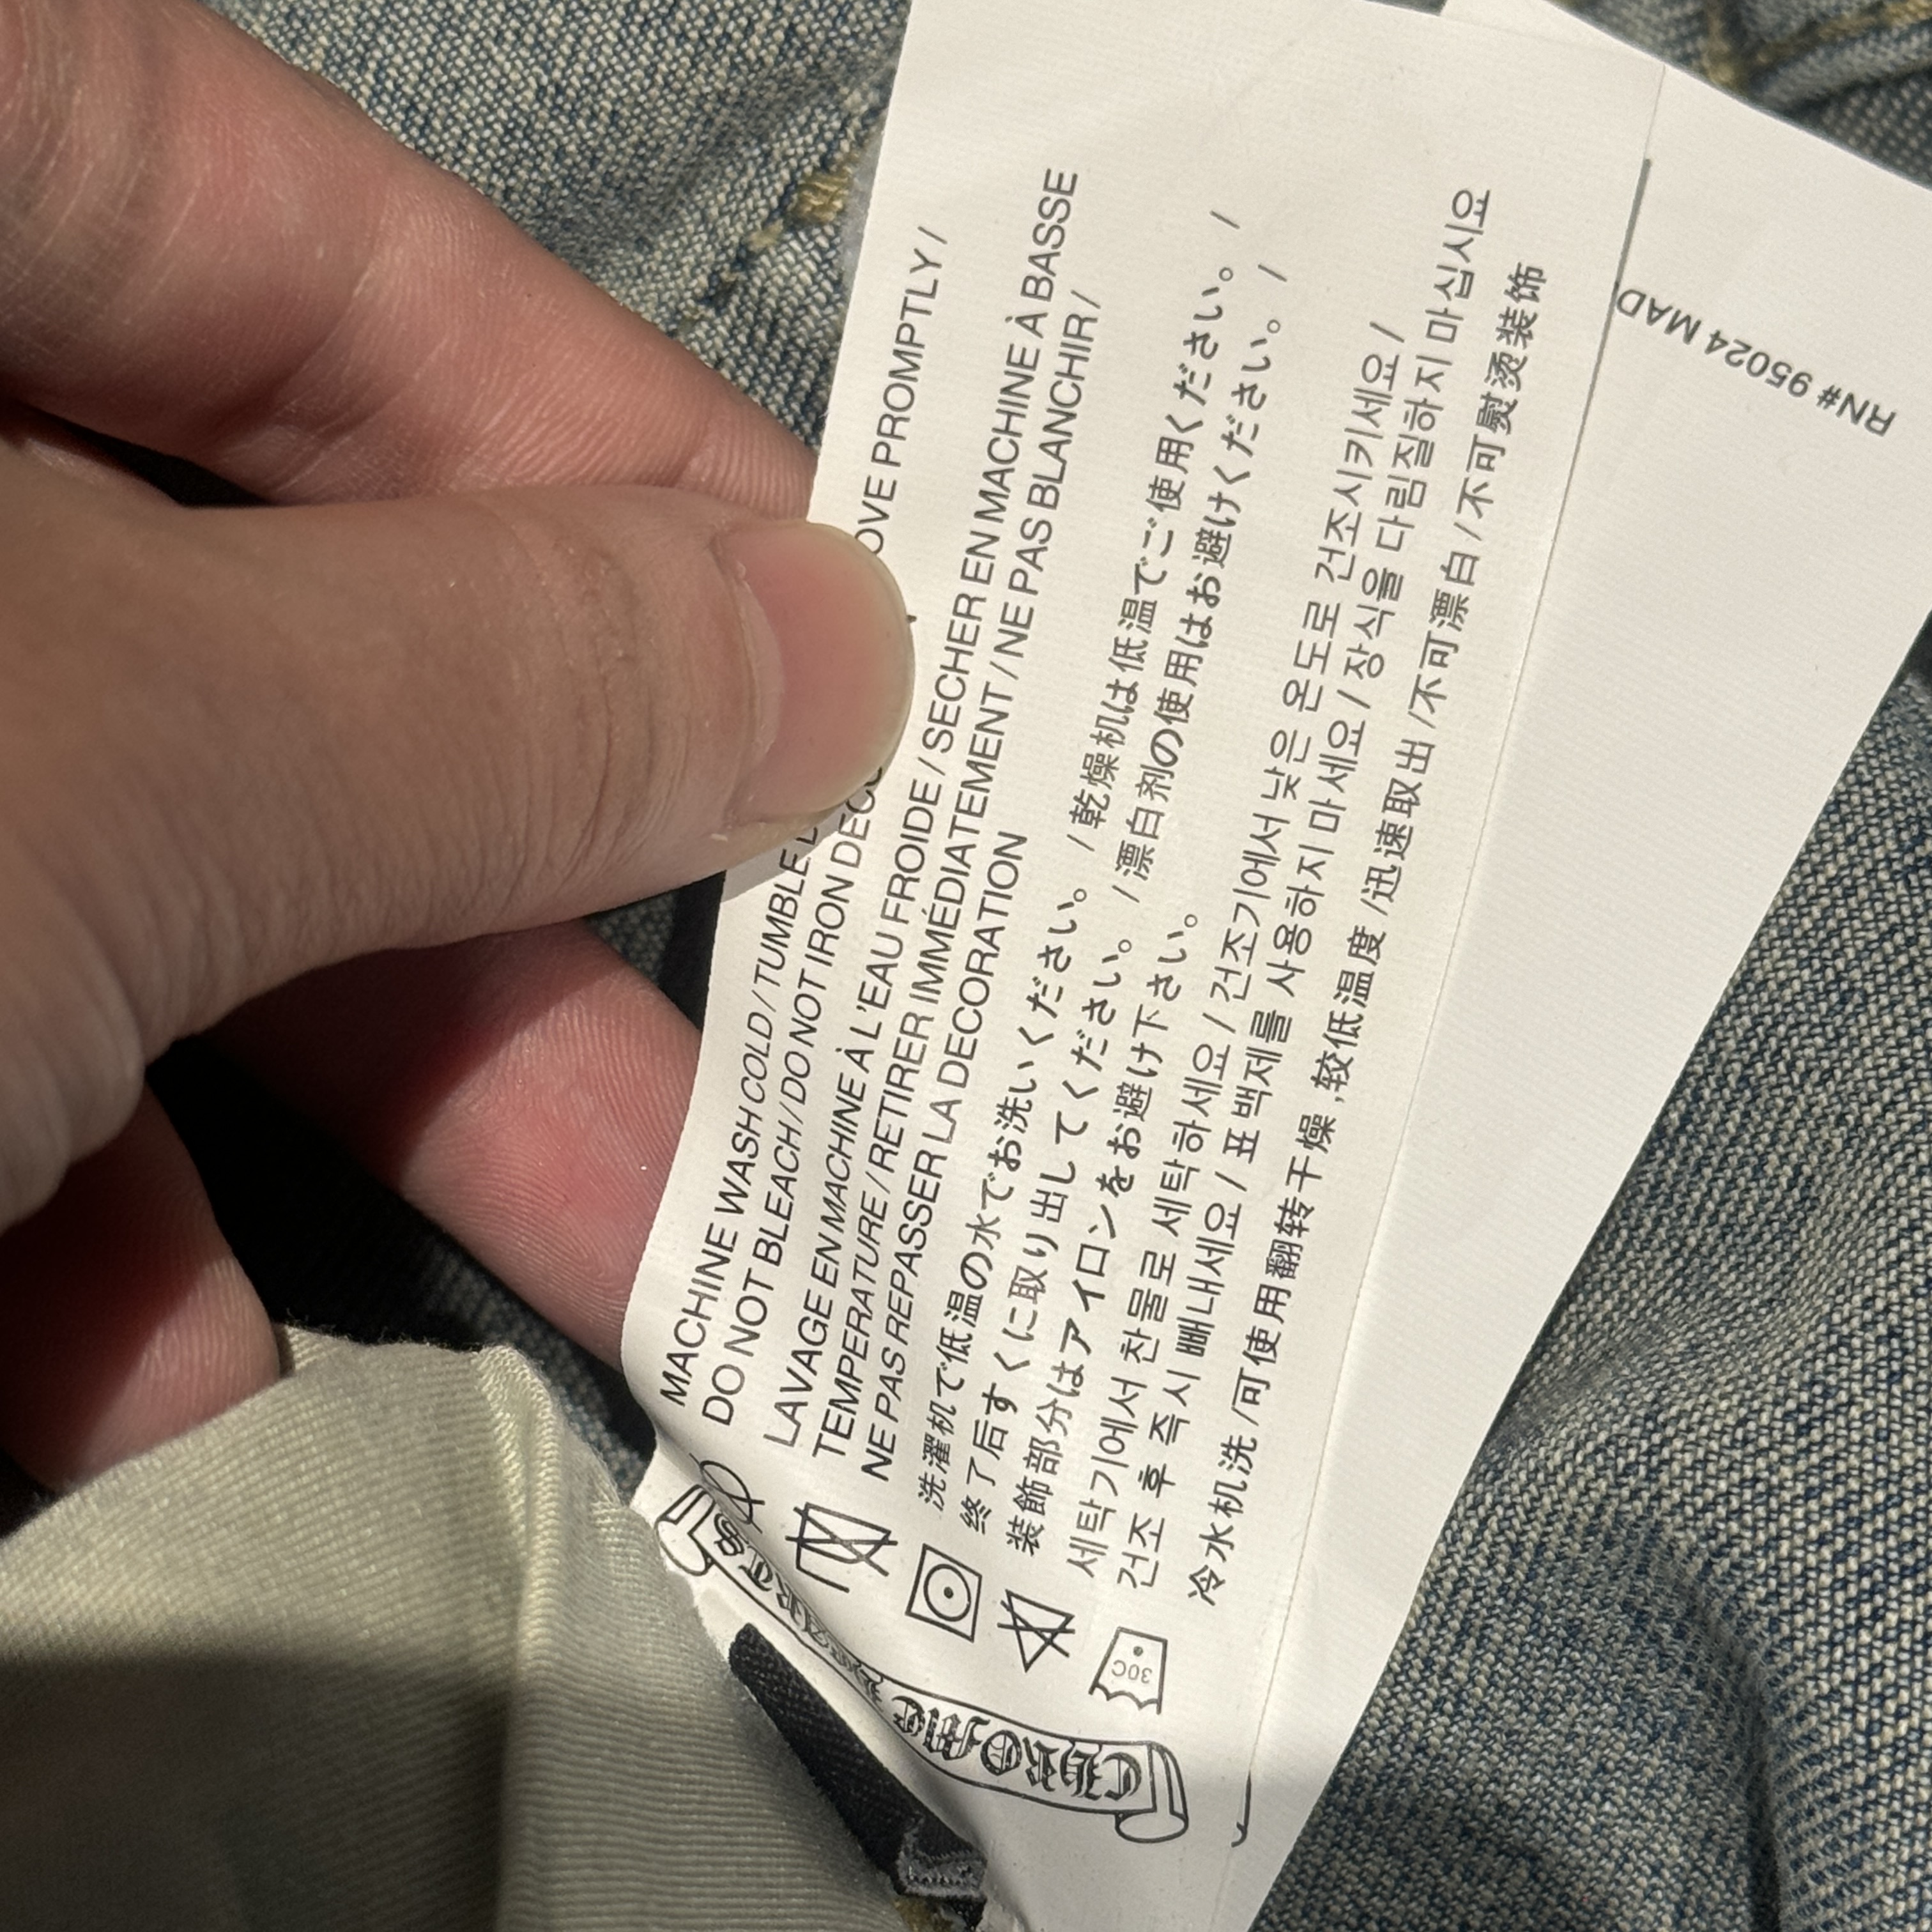 CHROME HEARTS
30C
MACHINE WASH COLD / TUMBLE OVE PROMPTLY /
DO NOT BLEACH / DO NOT IRON
LAVAGE EN MACHINE À L'EAU FROIDE / SECHER EN MACHINE À BASSE
TEMPERATURE / RETIRER IMMÉDIATEMENT / NE PAS BLANCHIR /
NE PAS REPASSER LA DECORATION
洗濯机で低温の水でお洗いください。 / 乾燥机は低温でご使用ください。 /
终了后すぐに取り出してください。 / 漂白剤の使用はお避けください。 /
装飾部分はアイロンをお避け下さい。
세탁기에서 찬물로 세탁하세요 / 건조기에서 낮은 온도로 건조시키세요 /
건조 후 즉시 빼내세요 / 표백제를 사용하지 마세요 / 장식을 다림질하지 마십시요
冷水机洗 /可使用翻转干燥 ,较低温度 /迅速取出 /不可漂白 /不可熨烫装饰
RN# 95024 MAD